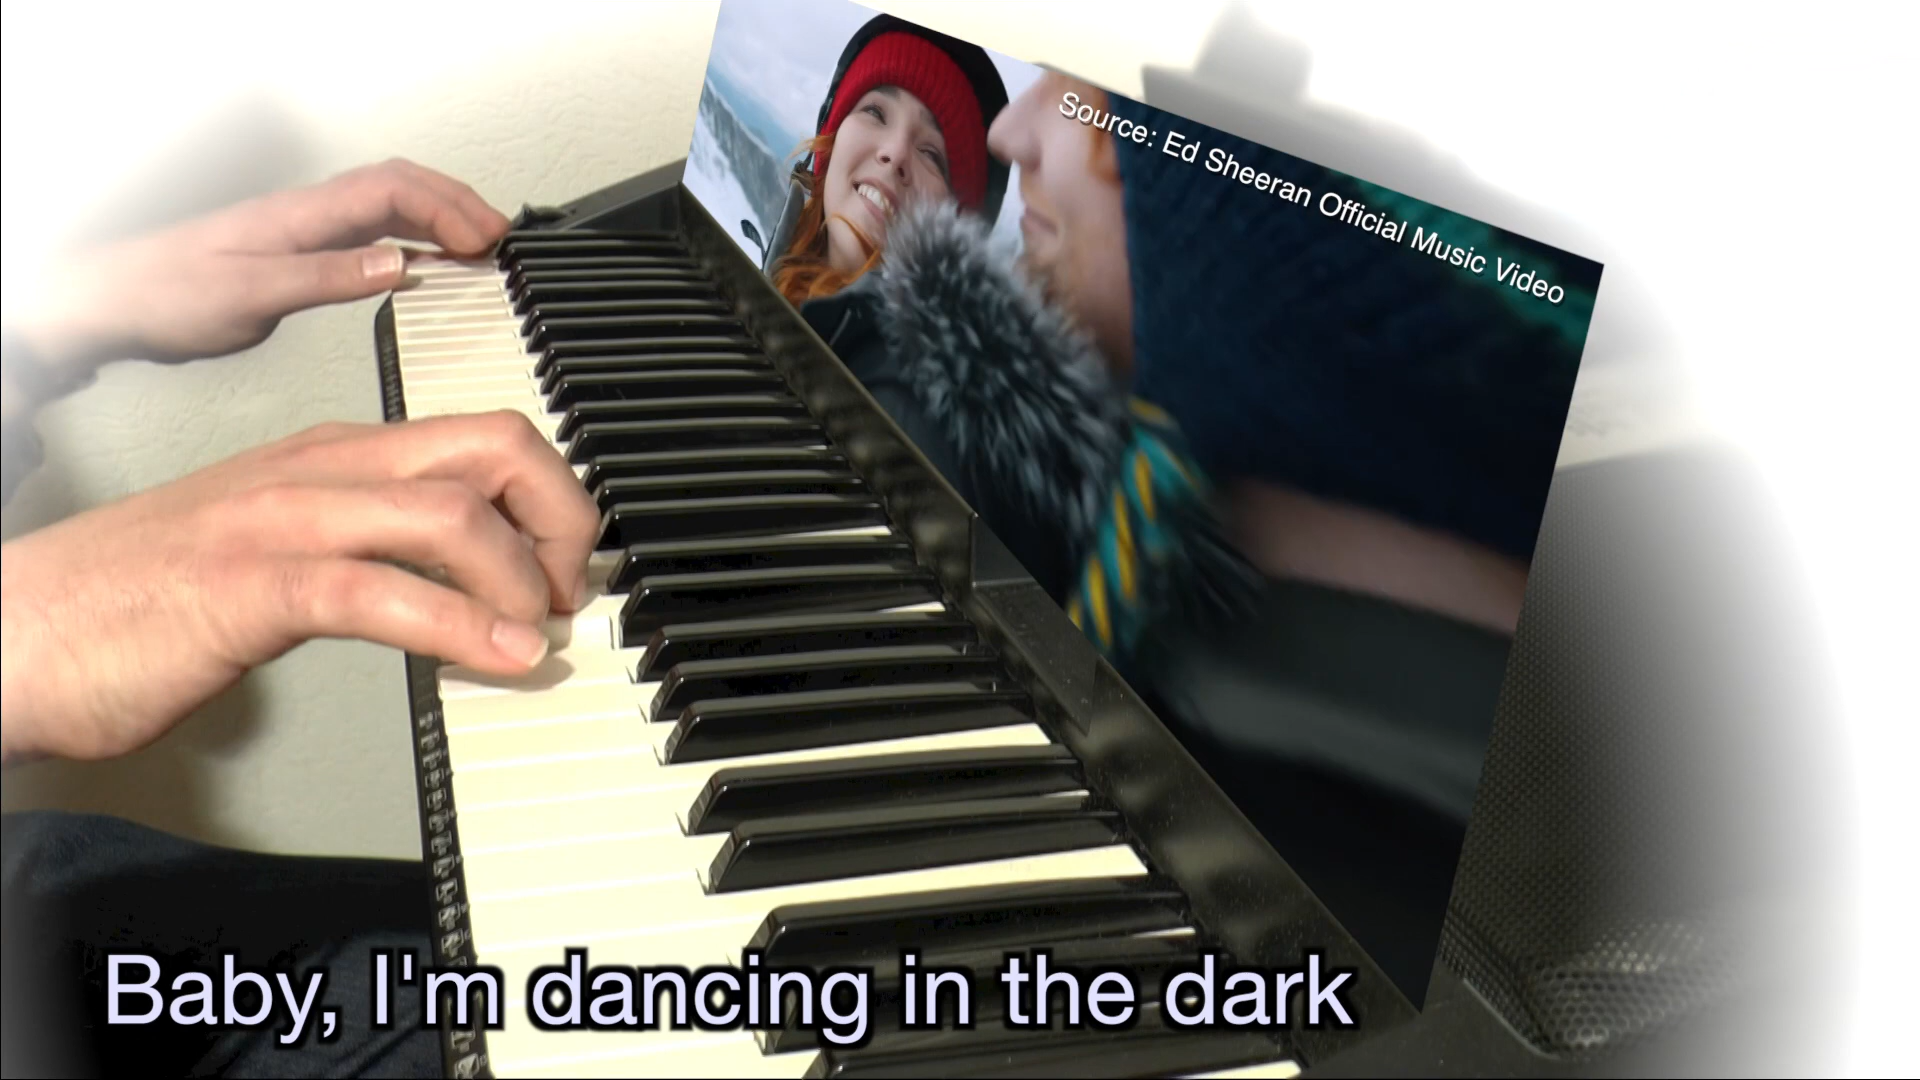 Source: Ed Sheeran Official Music Video
Baby, I'm dancing in the dark